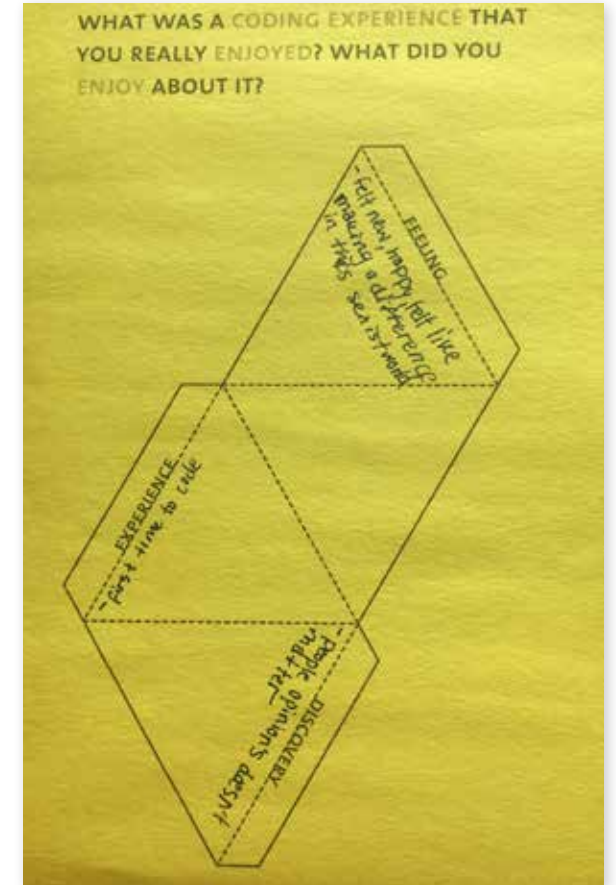 WHAT WAS A CODING EXPERIENCE THAT
YOU REALLY ENJOYED? WHAT DID YOU
ENJOY ABOUT IT?
FEELING
- felt new, happy, felt like
making a difference
in this sexist world
EXPERIENCE
- first time to code
DISCOVERY
- people opinions doesn't
matter